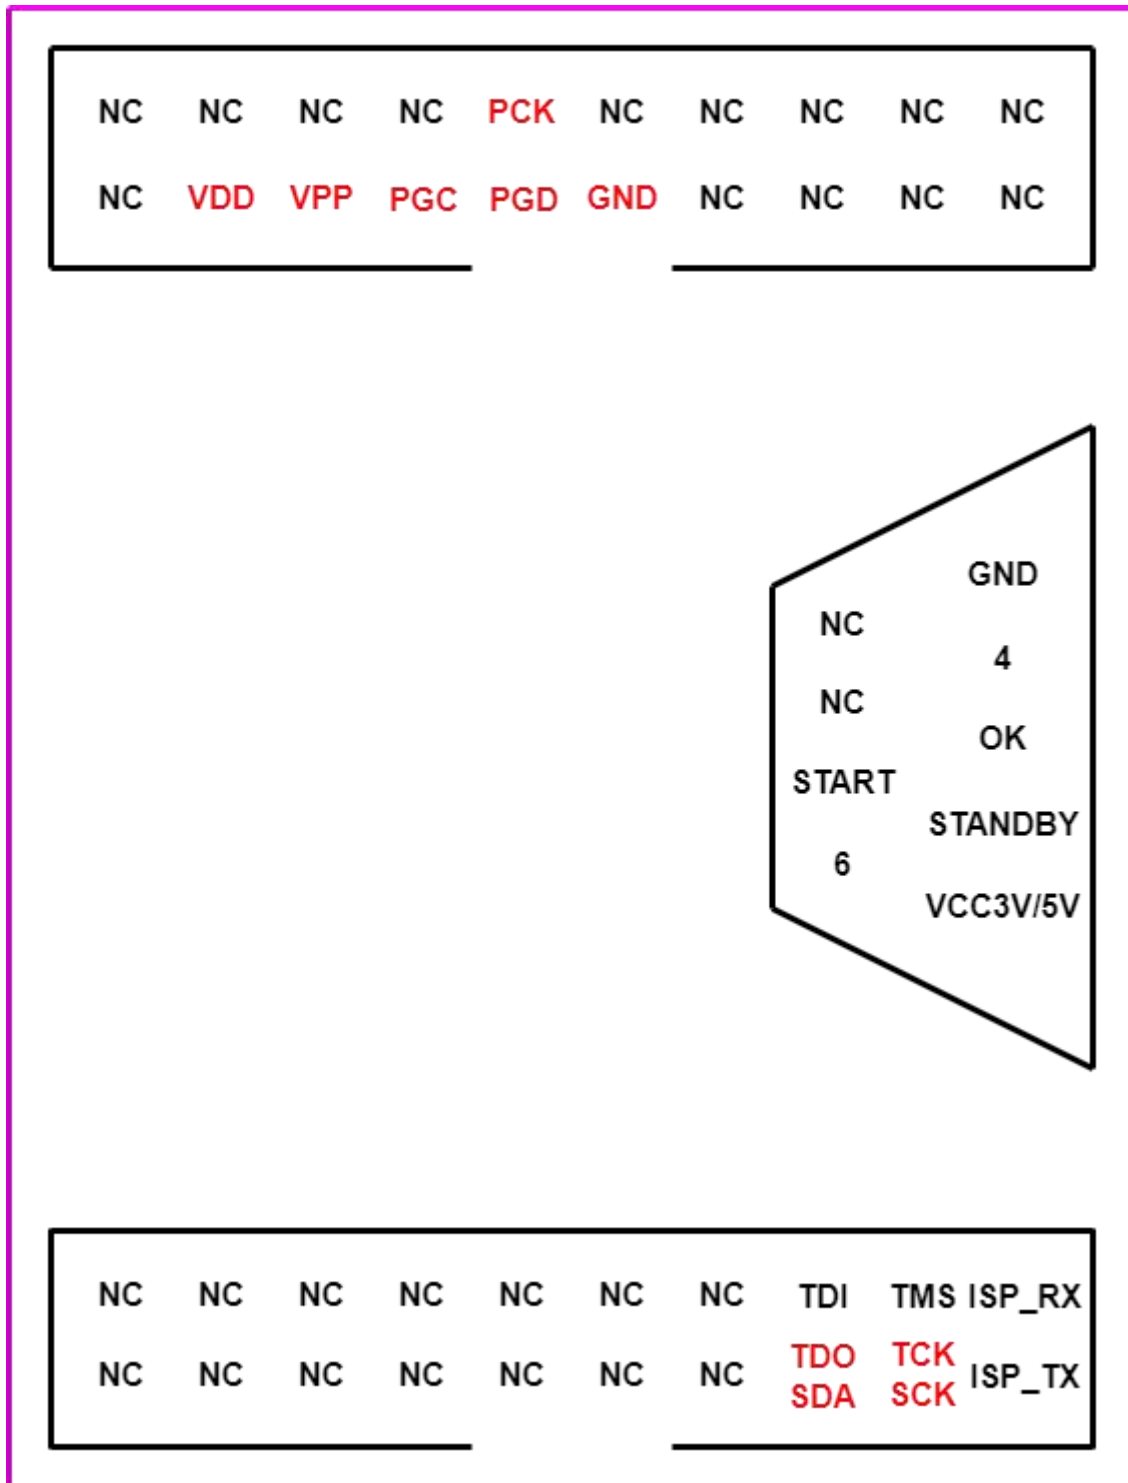 NC NC NC NC PCK NC NC NC NC NC
NC VDD VPP PGC PGD GND NC NC NC NC
GND
NC
4
NC
OK
START
STANDBY
6
VCC3V/5V
NC NC NC NC NC NC NC TDI TMS ISP_RX
NC NC NC NC NC NC NC TDO SDA TCK SCK ISP_TX